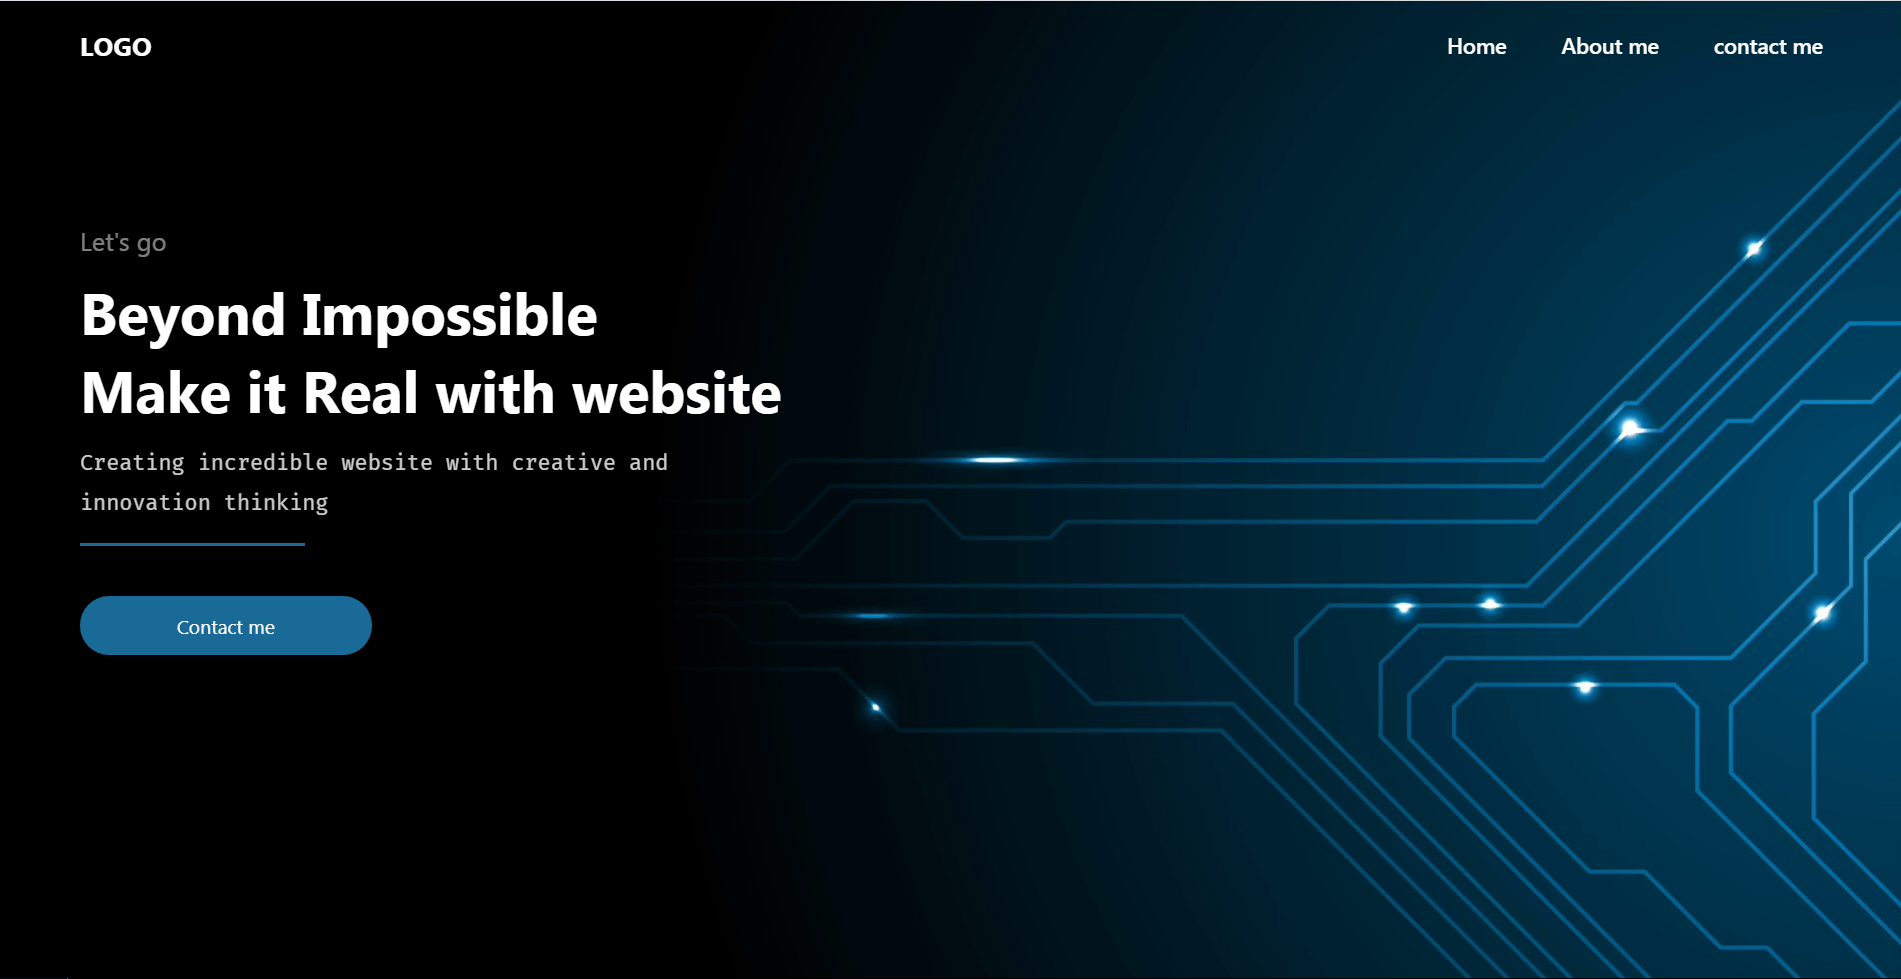 LOGO
Home
About me
contact me
Let's go
Beyond Impossible
Make it Real with website
Creating incredible website with creative and
innovation thinking
Contact me